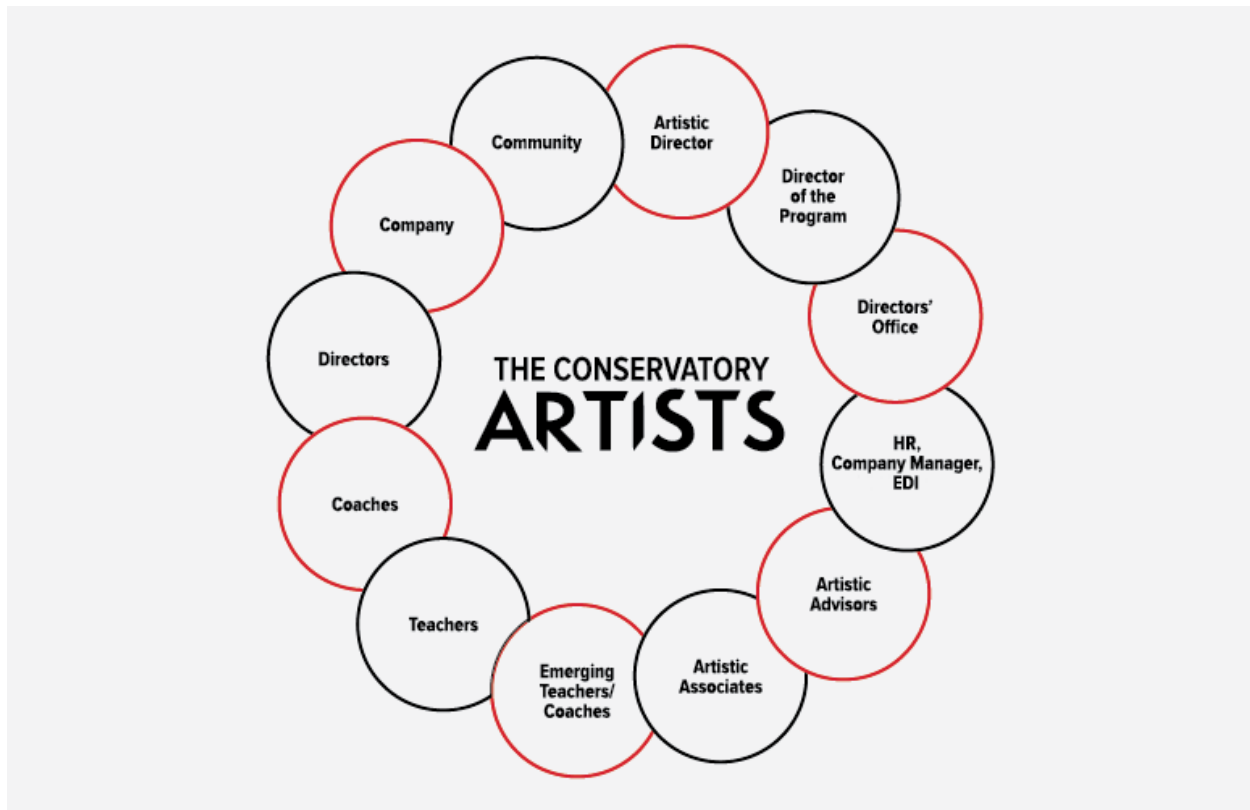 Community
Artistic
Director
Director
of the
Program
Directors’
Office
HR,
Company Manager,
EDI
Artistic
Advisors
Artistic
Associates
Emerging
Teachers/
Coaches
Teachers
Coaches
Directors
Company
THE CONSERVATORY
ARTISTS